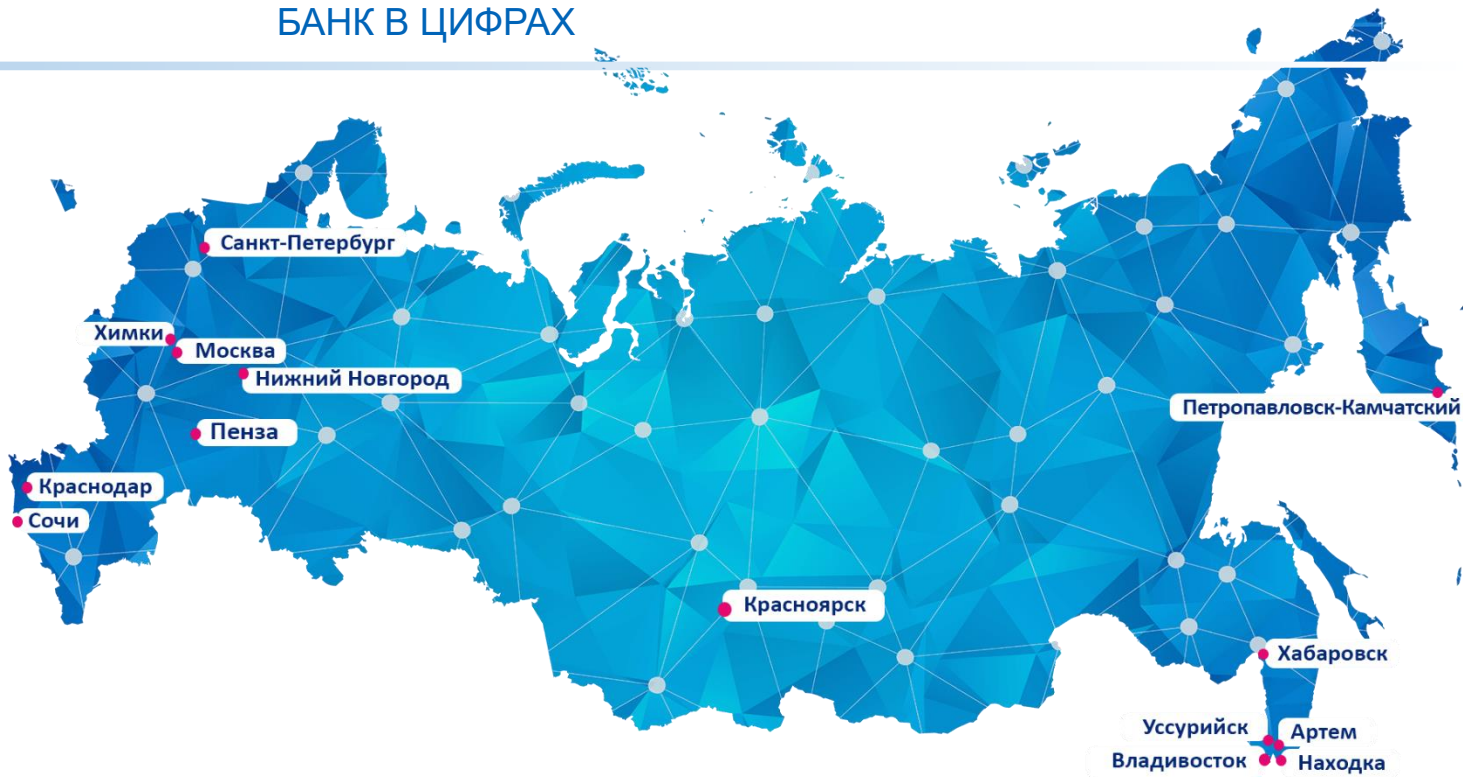 БАНК В ЦИФРАХ
Санкт-Петербург
Химки
Москва
Нижний Новгород
Петропавловск-Камчатский
Пенза
Краснодар
Сочи
Красноярск
Хабаровск
Уссурийск
Артем
Владивосток
Находка